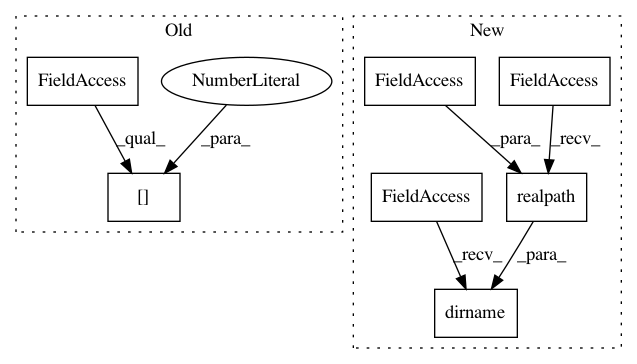 Old
New
FieldAccess
NumberLiteral
FieldAccess
FieldAccess
_qual_
_para_
_para_
_recv_
[]
FieldAccess
realpath
_recv_
_para_
dirname